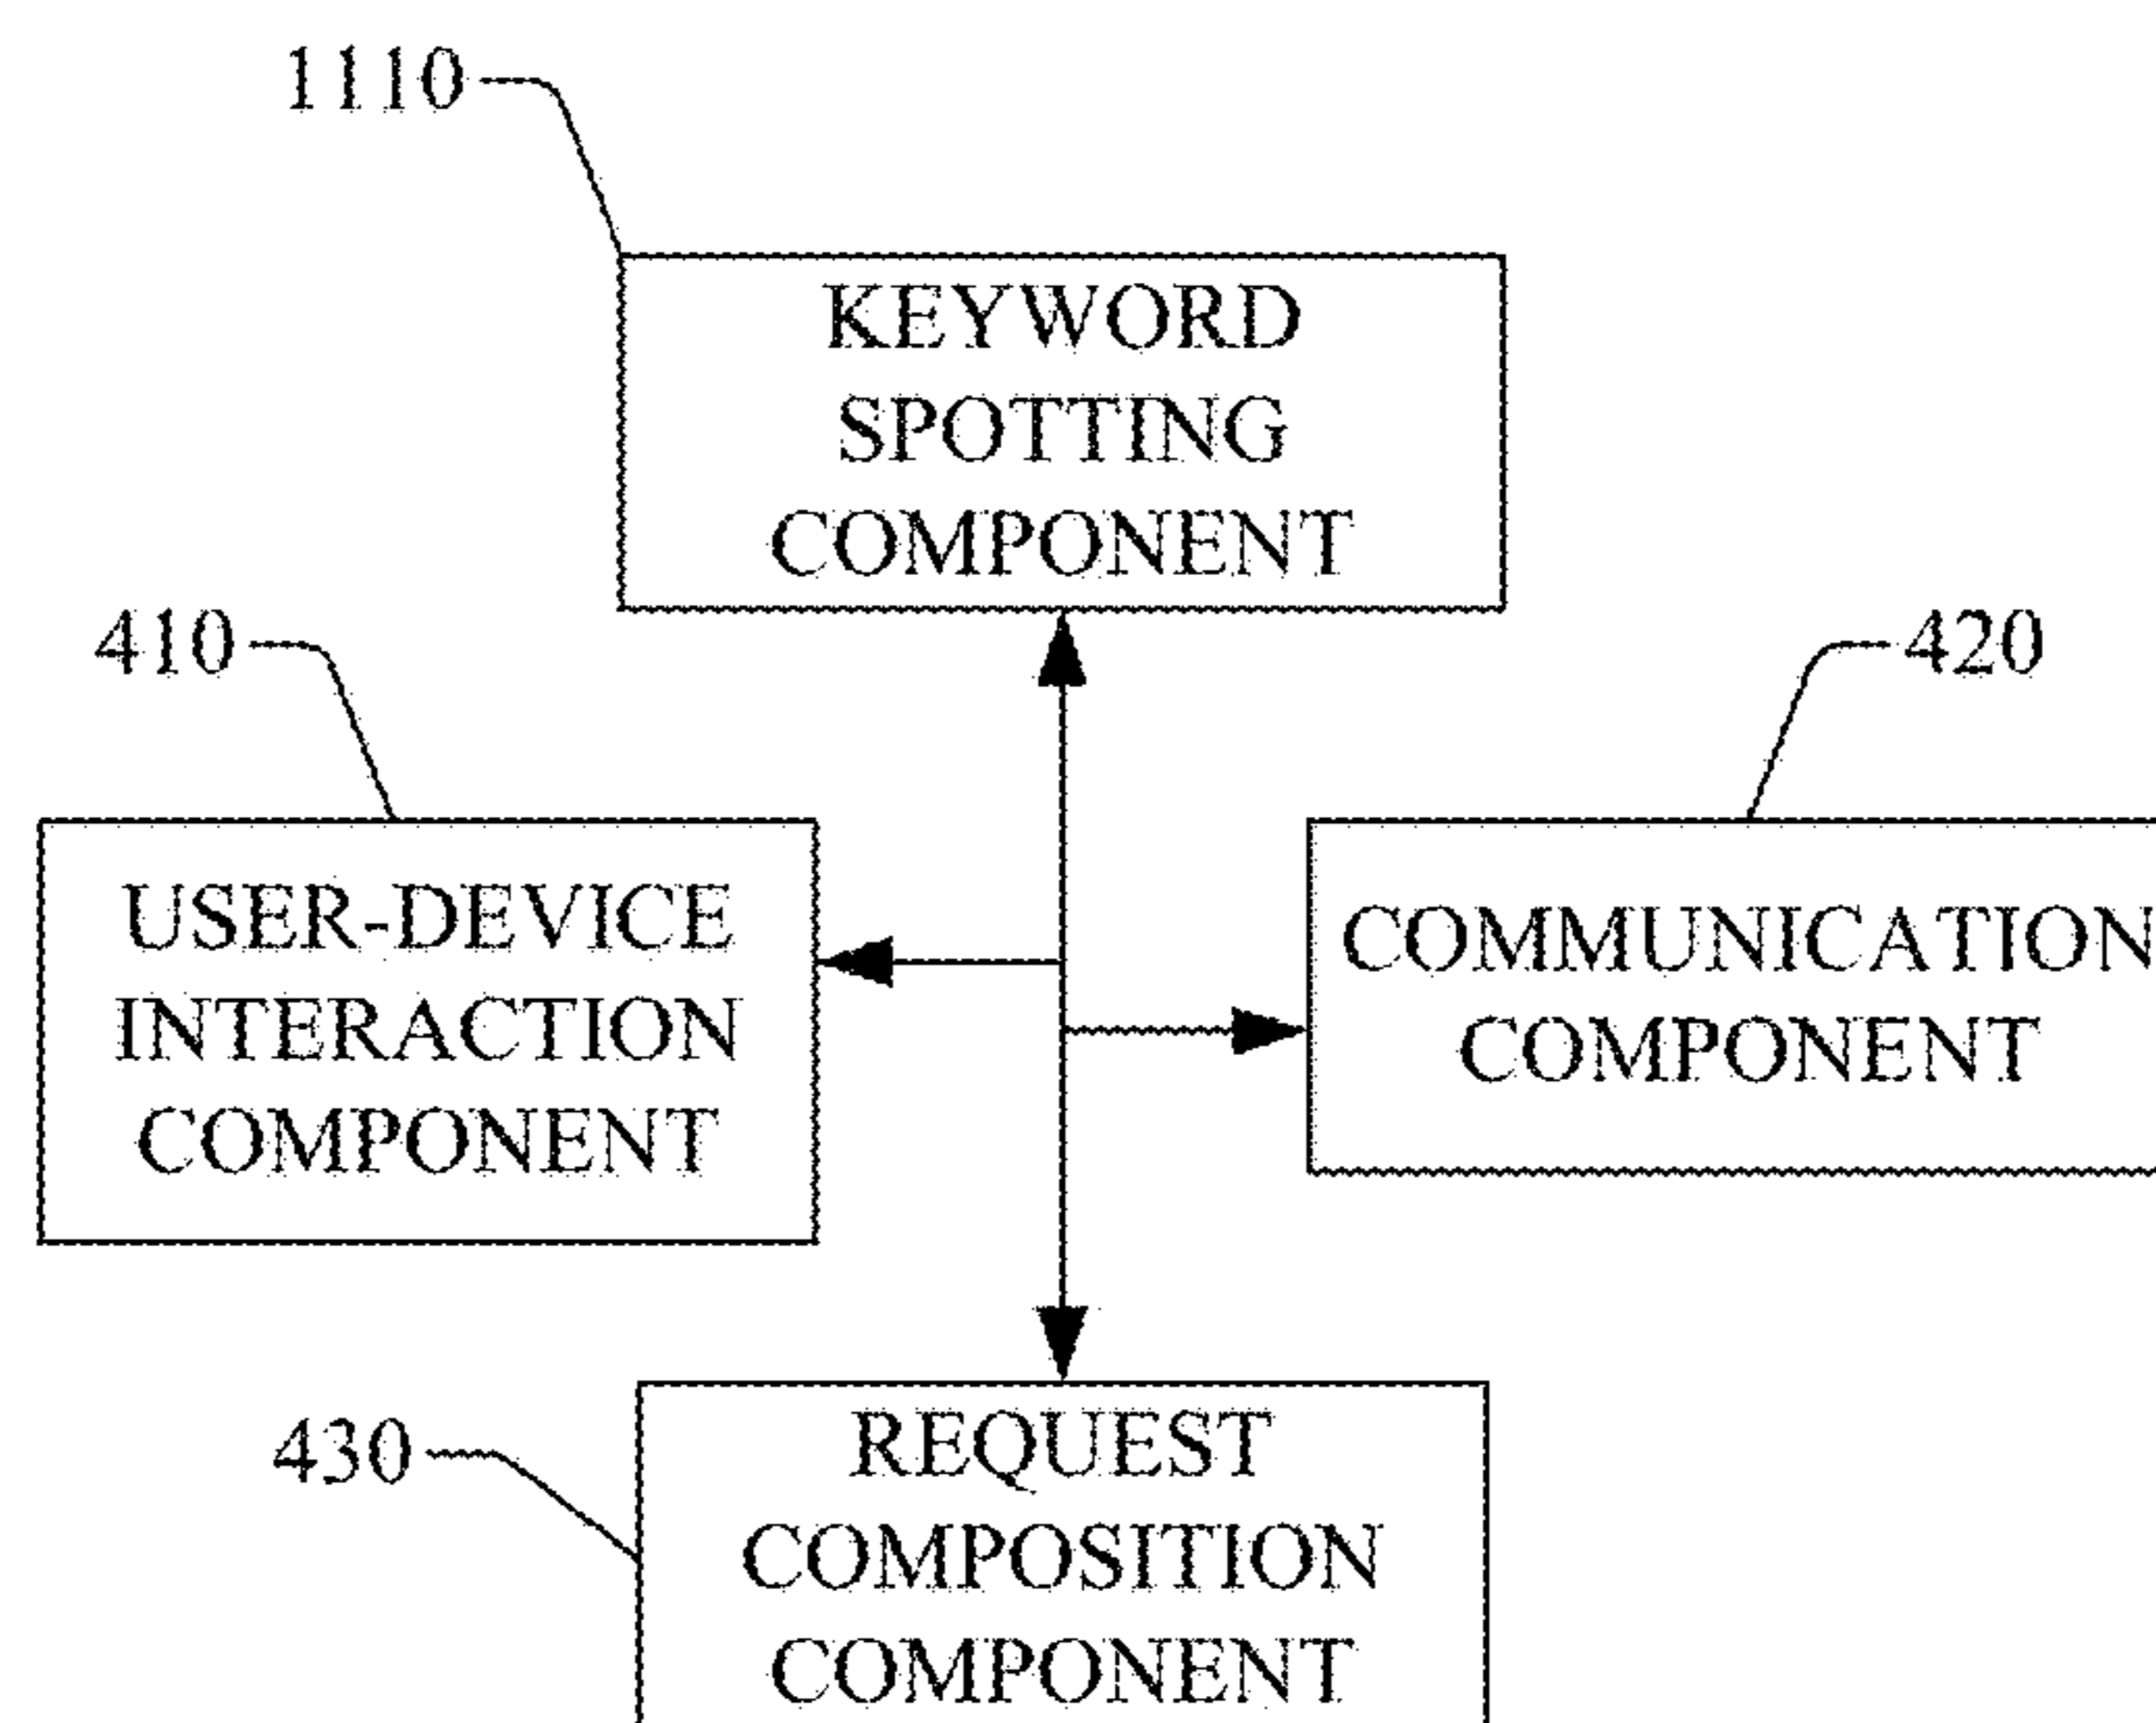 1110
KEYWORD
SPOTTING
COMPONENT
410
420
USER-DEVICE
INTERACTION
COMPONENT
COMMUNICATION
COMPONENT
430
REQUEST
COMPOSITION
COMPONENT